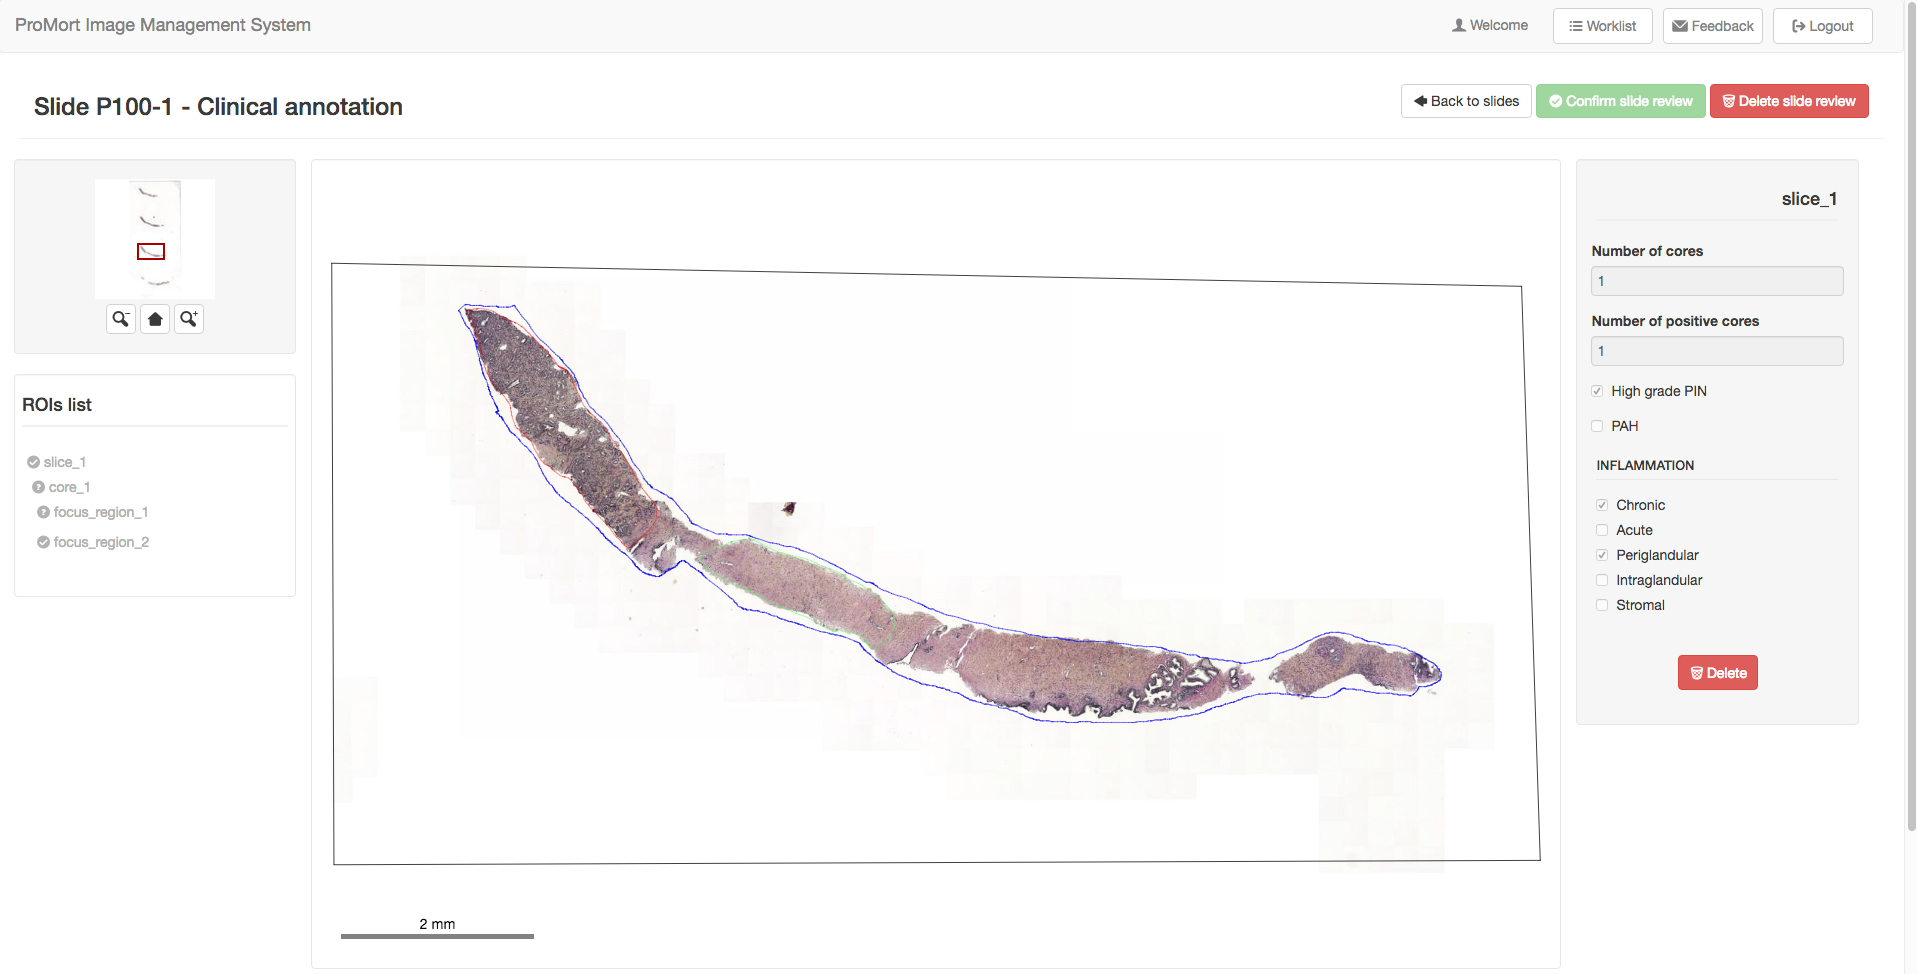 ProMort Image Management System
Welcome
Worklist
Feedback
Logout
Slide P100-1 - Clinical annotation
Back to slides
Confirm slide review
Delete slide review
ROIs list
slice_1
core_1
focus_region_1
focus_region_2
2 mm
slice_1
Number of cores
1
Number of positive cores
1
High grade PIN
PAH
INFLAMMATION
Chronic
Acute
Periglandular
Intraglandular
Stromal
Delete